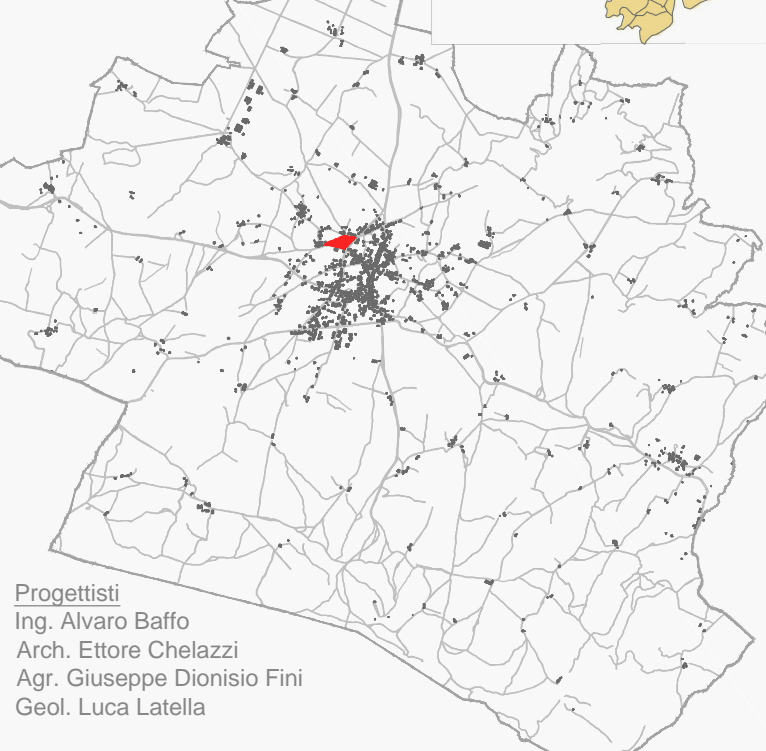 Progettisti
Ing. Alvaro Baffo
Arch. Ettore Chelazzi
Agr. Giuseppe Dionisio Fini
Geol. Luca Latella